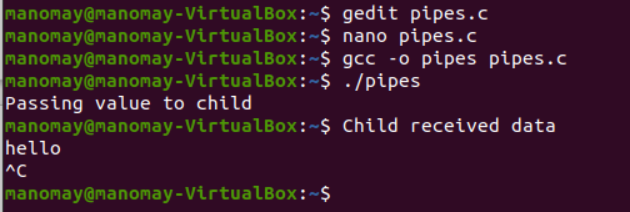 manomay@manomay-VirtualBox:~$ gedit pipes.c
manomay@manomay-VirtualBox:~$ nano pipes.c
manomay@manomay-VirtualBox:~$ gcc -o pipes pipes.c
manomay@manomay-VirtualBox:~$ ./pipes
Passing value to child
manomay@manomay-VirtualBox:~$ Child received data
hello
^C
manomay@manomay-VirtualBox:~$